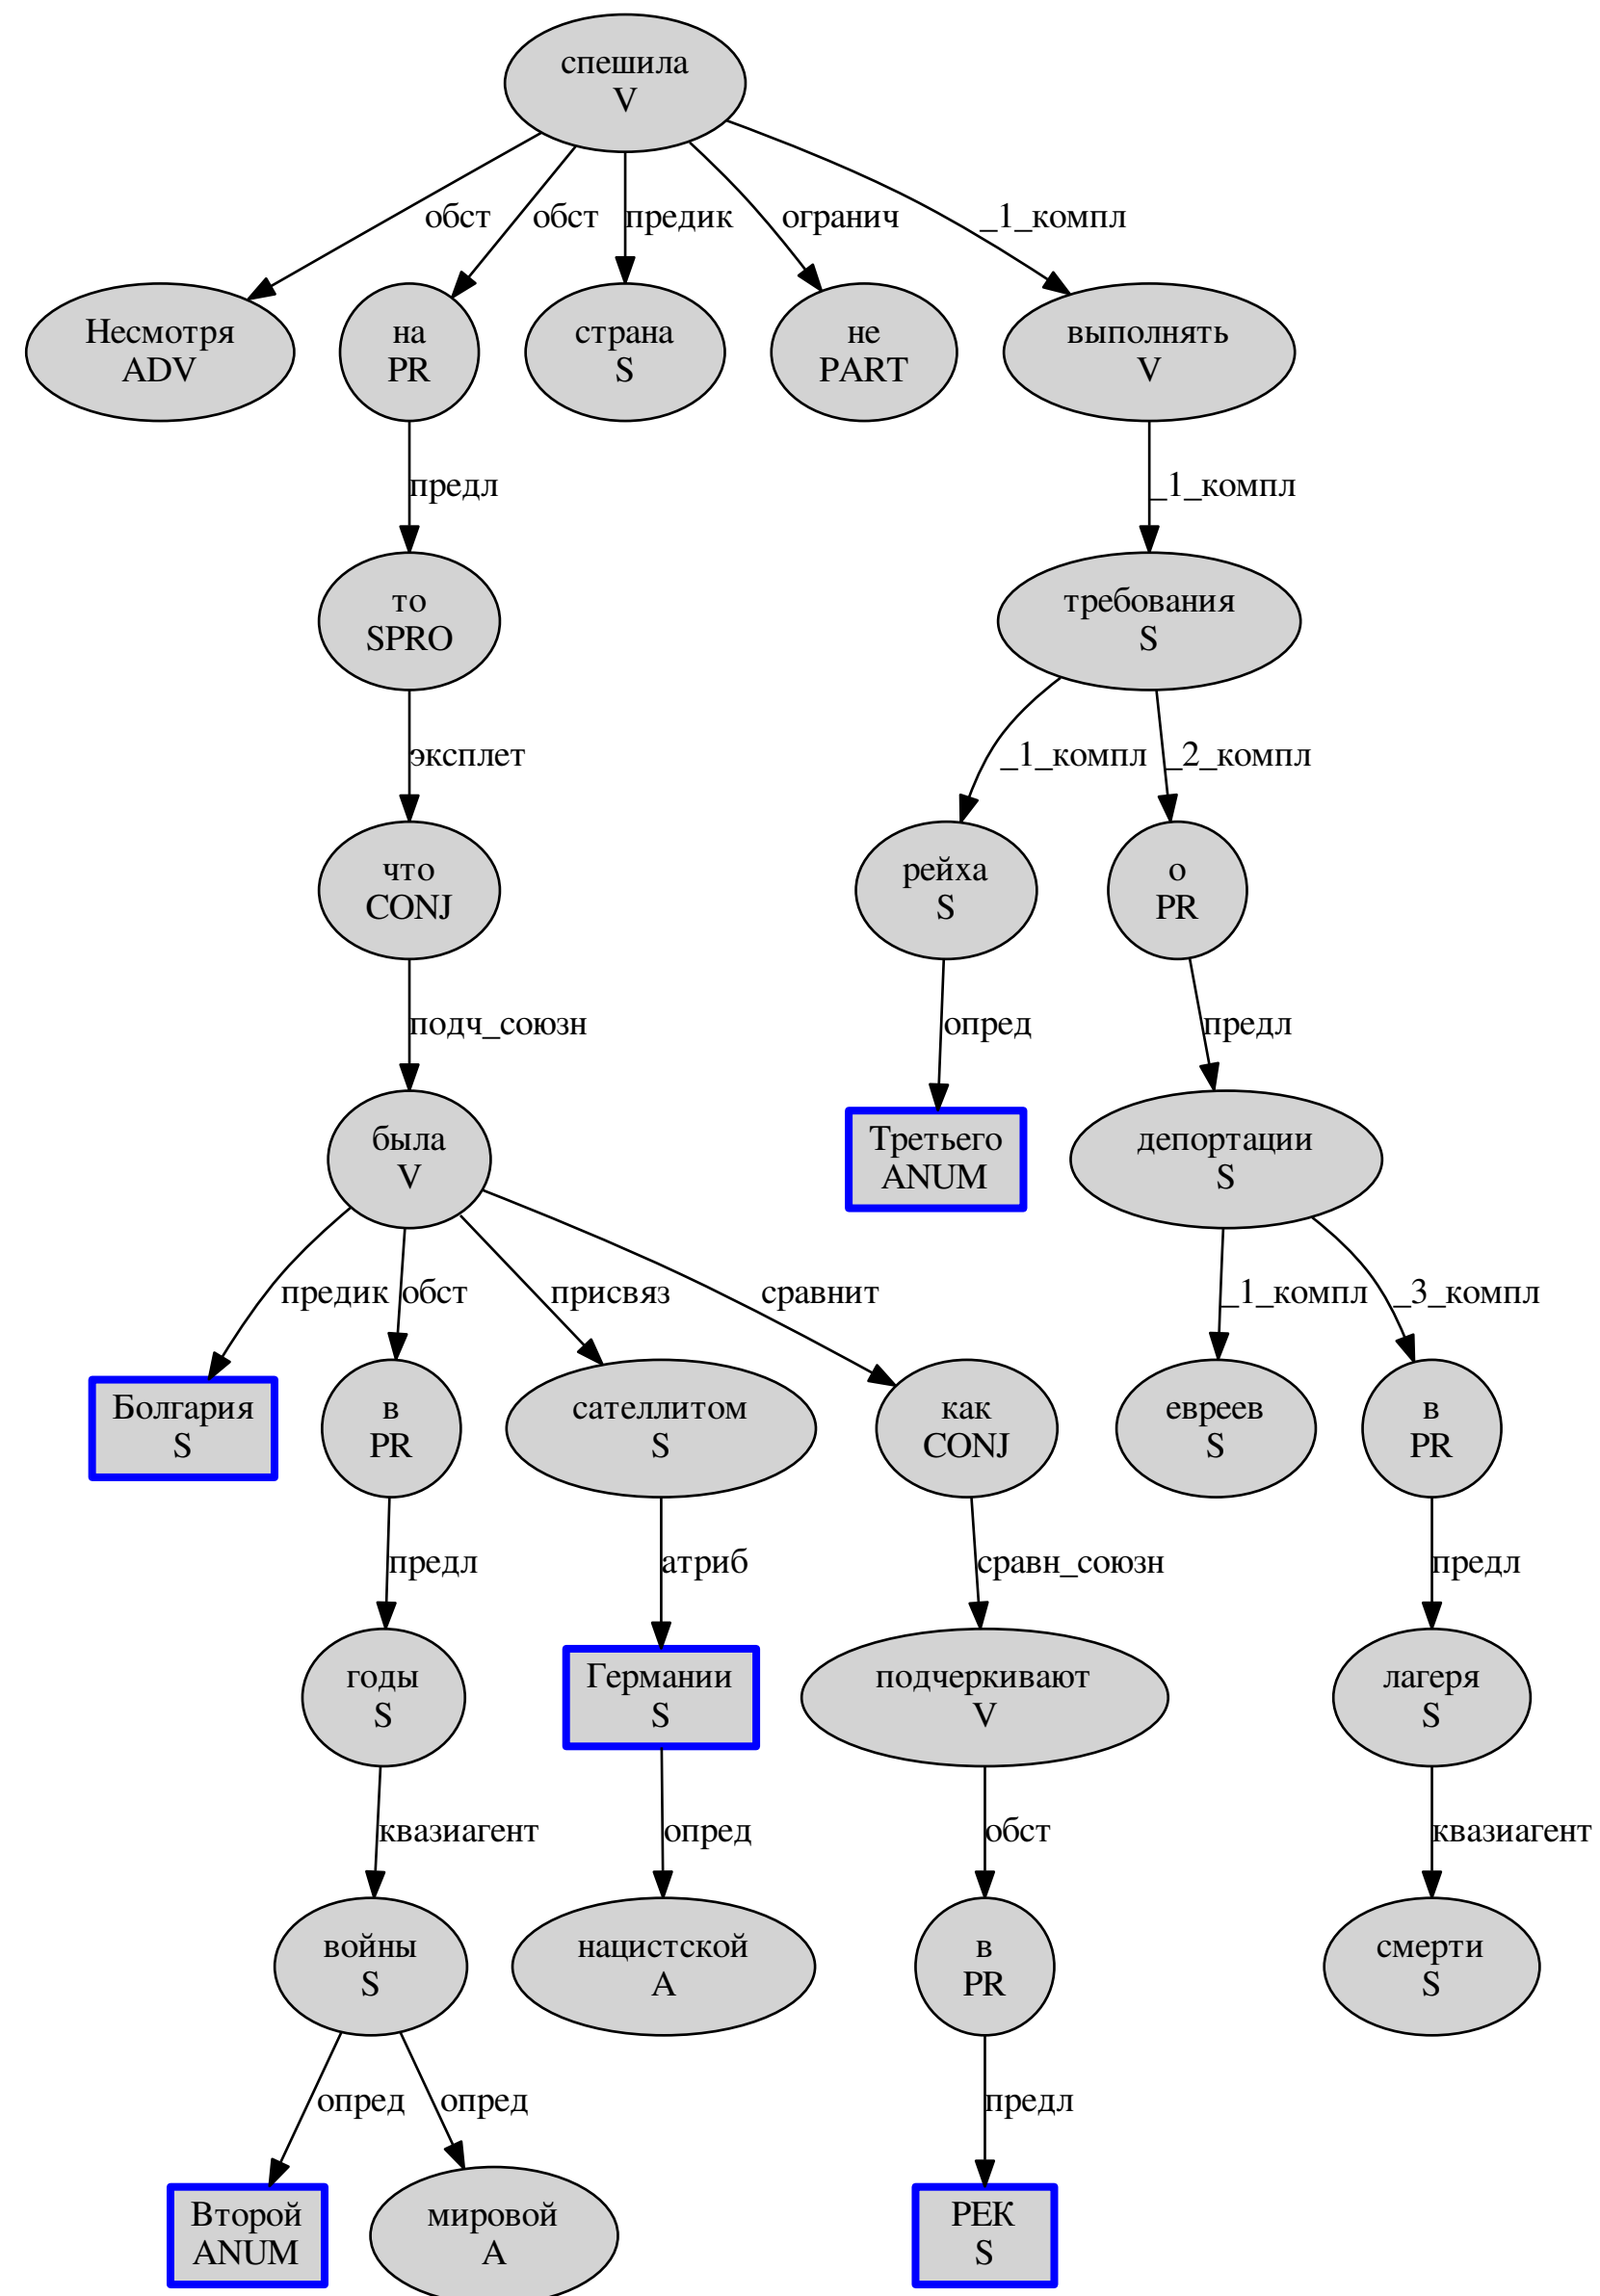 спешила
V
обст
обст
предик
огранич
_1_компл
Несмотря
ADV
на
PR
страна
S
не
PART
выполнять
V
предл
_1_компл
то
SPRO
требования
S
эксплет
_1_компл
_2_компл
что
CONJ
рейха
S
о
PR
подч_союзн
опред
предл
была
V
Третьего
ANUM
депортации
S
предик
обст
присвяз
сравнит
_1_компл
_3_компл
Болгария
S
в
PR
сателлитом
S
как
CONJ
евреев
S
в
PR
предл
атриб
сравн_союзн
предл
годы
S
Германии
S
подчеркивают
V
лагеря
S
квазиагент
опред
обст
квазиагент
войны
S
нацистской
A
в
PR
смерти
S
опред
опред
предл
Второй
ANUM
мировой
A
РЕК
S